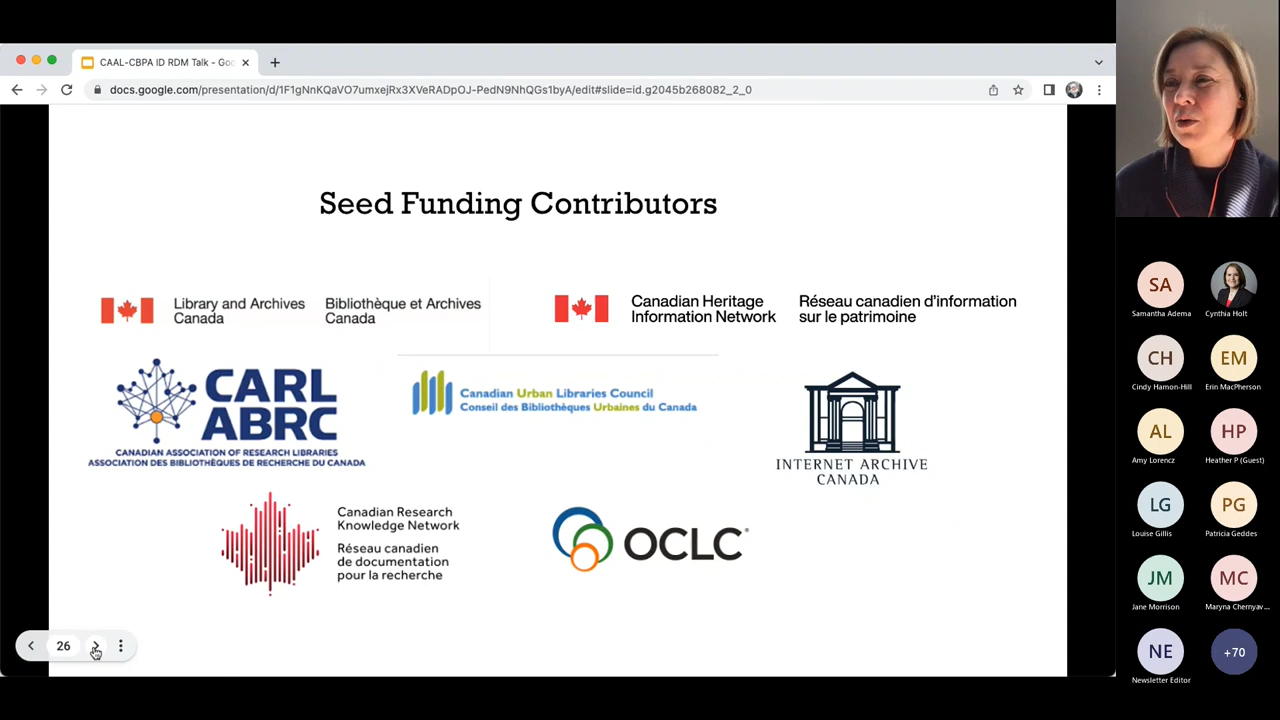 CAAL-CBPA ID RDM Talk - Goo
docs.google.com/presentation/d/1F1gNnKQaVO7umxejRx3XVeRADpOJ-PedN9NhQGs1byA/edit#slide=id.g2045b268082_2_0
Seed Funding Contributors
Library and Archives
Canada
Bibliothèque et Archives
Canada
Canadian Heritage
Information Network
Réseau canadien d'information
sur le patrimoine
CARL
ABRC
CANADIAN ASSOCIATION OF RESEARCH LIBRARIES
ASSOCIATION DES BIBLIOTHÈQUES DE RECHERCHE DU CANADA
Canadian Urban Libraries Council
Conseil des Bibliothèques Urbaines du Canada
INTERNET ARCHIVE
CANADA
Canadian Research
Knowledge Network
Réseau canadien
de documentation
pour la recherche
OCLC®
26
SA
Samantha Adema
Cynthia Holt
CH
Cindy Hamon-Hill
EM
Erin MacPherson
AL
Amy Lorencz
HP
Heather P (Guest)
LG
Louise Gillis
PG
Patricia Geddes
JM
Jane Morrison
MC
Maryna Chernyav...
NE
Newsletter Editor
+70